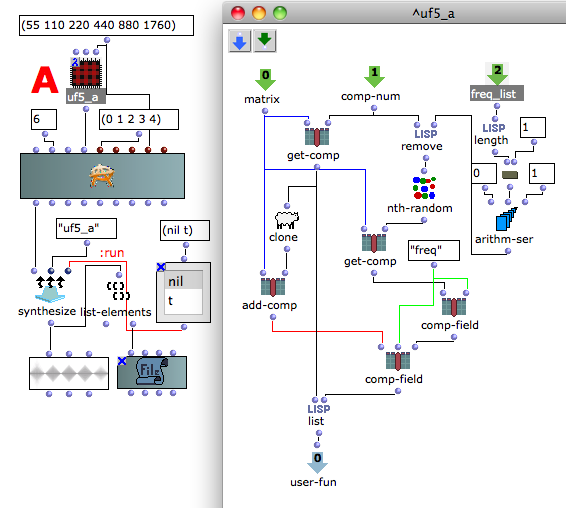 (55 110 220 440 880 1760)
A
2
uf5_a
6
(0 1 2 3 4)
"uf5_a"
(nil t)
:run
nil
t
synthesize
list-elements
File
^uf5_a
0
1
2
matrix
comp-num
freq_list
LISP
length
1
LISP
remove
get-comp
0
1
nth-random
clone
arithm-ser
get-comp
"freq"
add-comp
comp-field
comp-field
LISP
list
0
user-fun